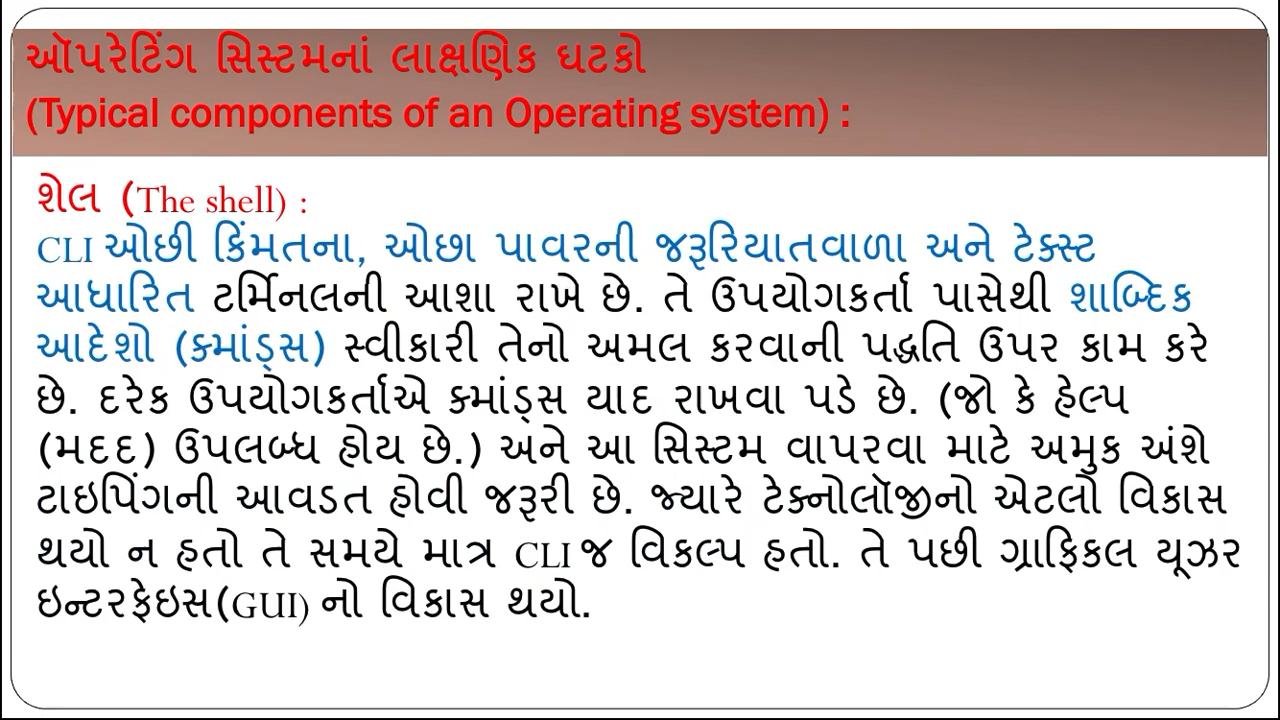 ઑપરેટિંગ સિસ્ટમનાં લાક્ષણિક ઘટકો
(Typical components of an Operating system) :
શેલ (The shell) :
CLI ઓછી કિંમતના, ઓછા પાવરની જરૂરિયાતવાળા અને ટેક્સ્ટ
આધારિત ટર્મિનલની આશા રાખે છે. તે ઉપયોગકર્તા પાસેથી શાબ્દિક
આદેશો (ક્માંડ્સ) સ્વીકારી તેનો અમલ કરવાની પદ્ધતિ ઉપર કામ કરે
છે. દરેક ઉપયોગકર્તાએ ક્માંડ્સ યાદ રાખવા પડે છે. (જો કે હેલ્પ
(મદદ) ઉપલબ્ધ હોય છે.) અને આ સિસ્ટમ વાપરવા માટે અમુક અંશે
ટાઇપિંગની આવડત હોવી જરૂરી છે. જ્યારે ટેક્નોલૉજીનો એટલો વિકાસ
થયો ન હતો તે સમયે માત્ર CLI જ વિકલ્પ હતો. તે પછી ગ્રાફિકલ યૂઝર
ઇન્ટરફેઇસ(GUI) નો વિકાસ થયો.